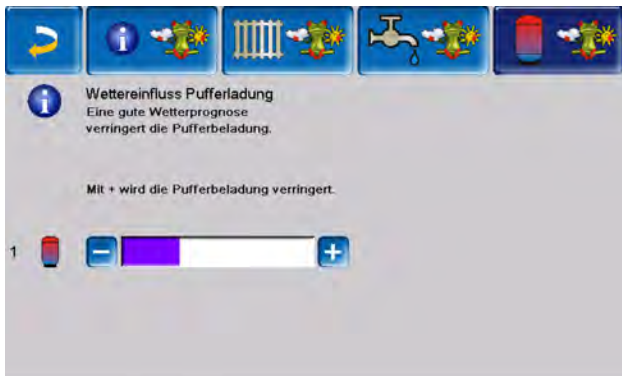 Wettereinfluss Pufferladung
Eine gute Wetterprognose
verringert die Pufferbeladung.
Mit + wird die Pufferbeladung verringert.
1